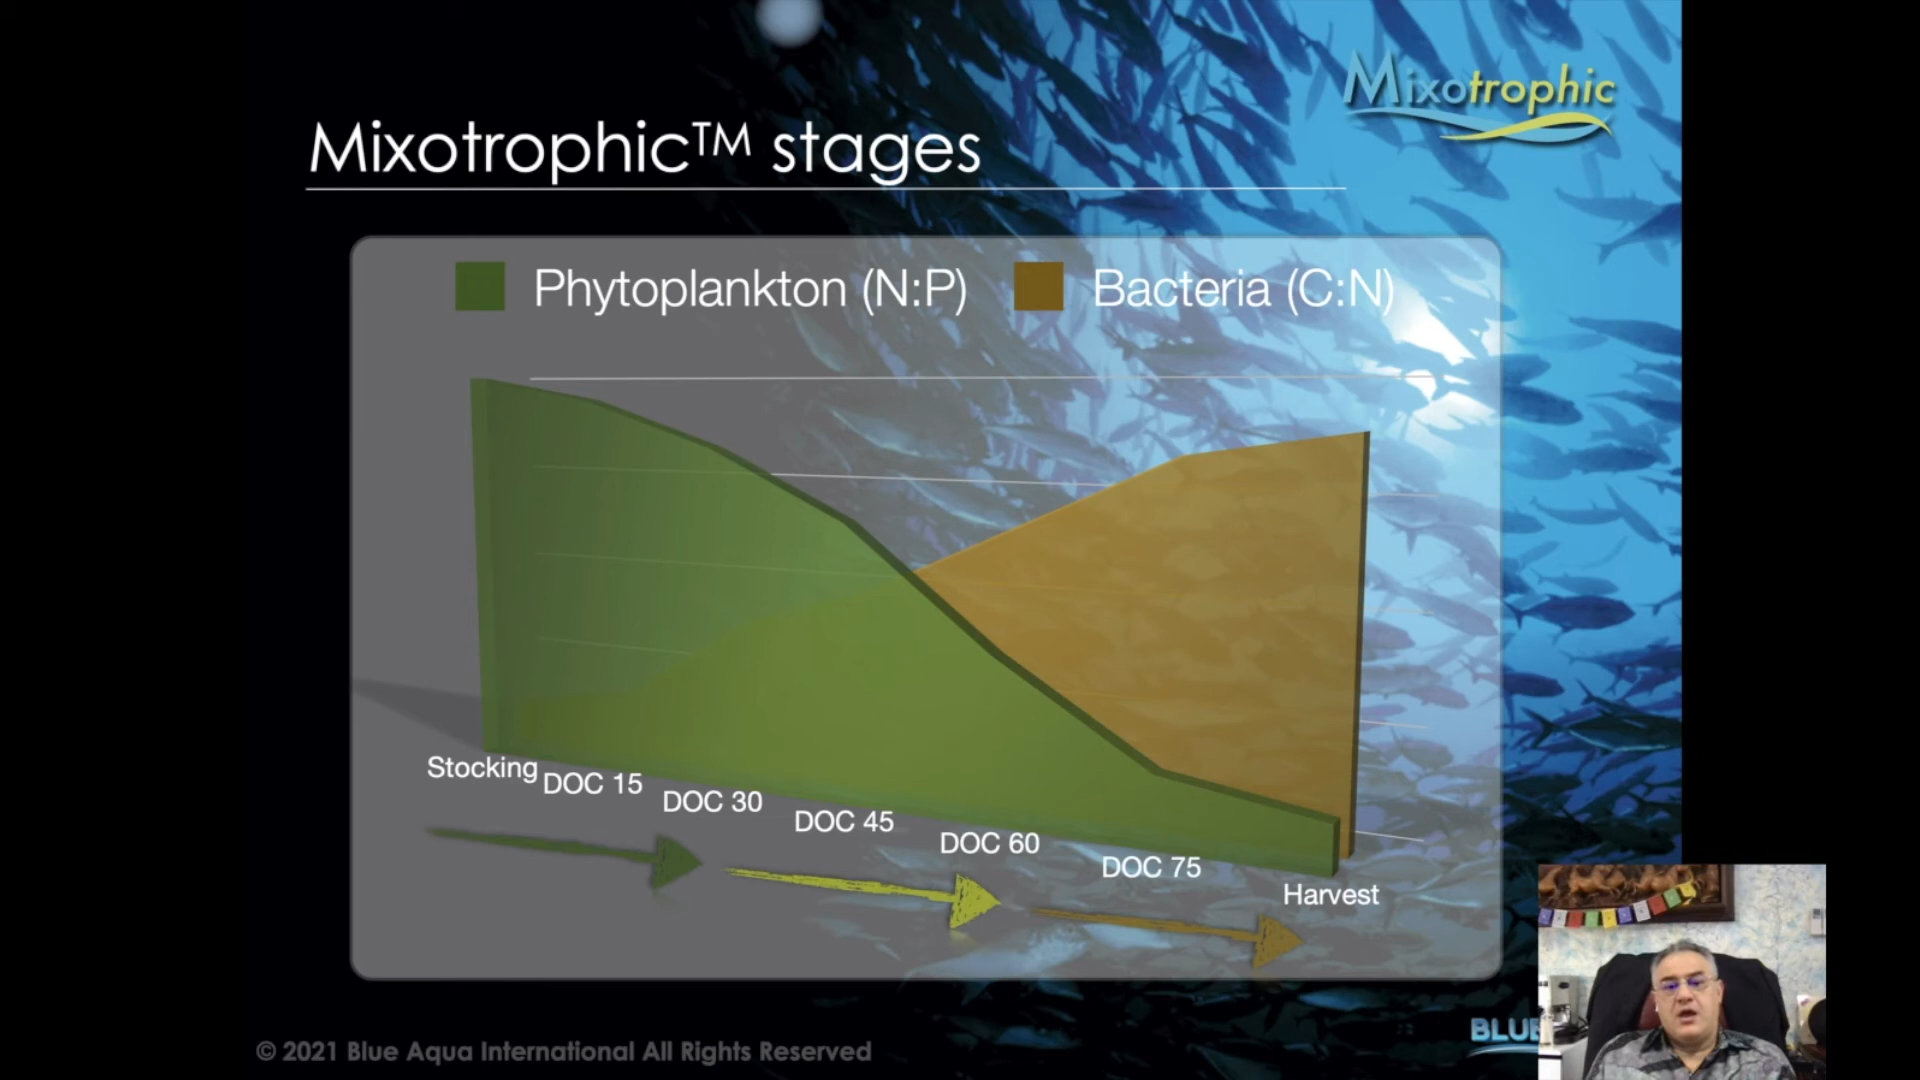 Mixotrophic
Mixotrophic™ stages
Phytoplankton (N:P) Bacteria (C:N)
Stocking
DOC 15
DOC 30
DOC 45
DOC 60
DOC 75
Harvest
© 2021 Blue Aqua International All Rights Reserved
BLUE